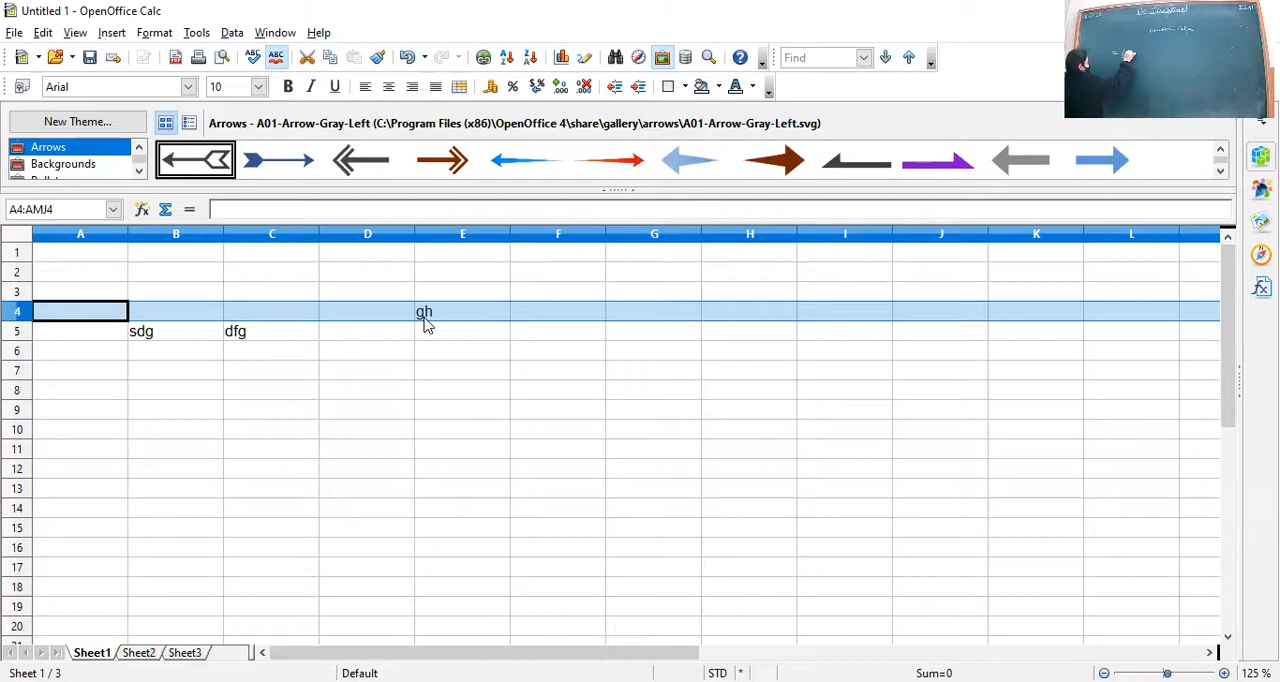 Untitled 1 - OpenOffice Calc
File Edit View Insert Format Tools Data Window Help
Find
Arial 10
New Theme... Arrows - A01-Arrow-Gray-Left (C:\Program Files (x86)\OpenOffice 4\share\gallery\arrows\A01-Arrow-Gray-Left.svg)
Arrows
Backgrounds
A4:AMJ4
A B C D E F G H I J K L
1
2
3
4 gh
5 sdg dfg
6
7
8
9
10
11
12
13
14
15
16
17
18
19
20
Sheet1 Sheet2 Sheet3
Sheet 1 / 3 Default STD * Sum=0 125 %